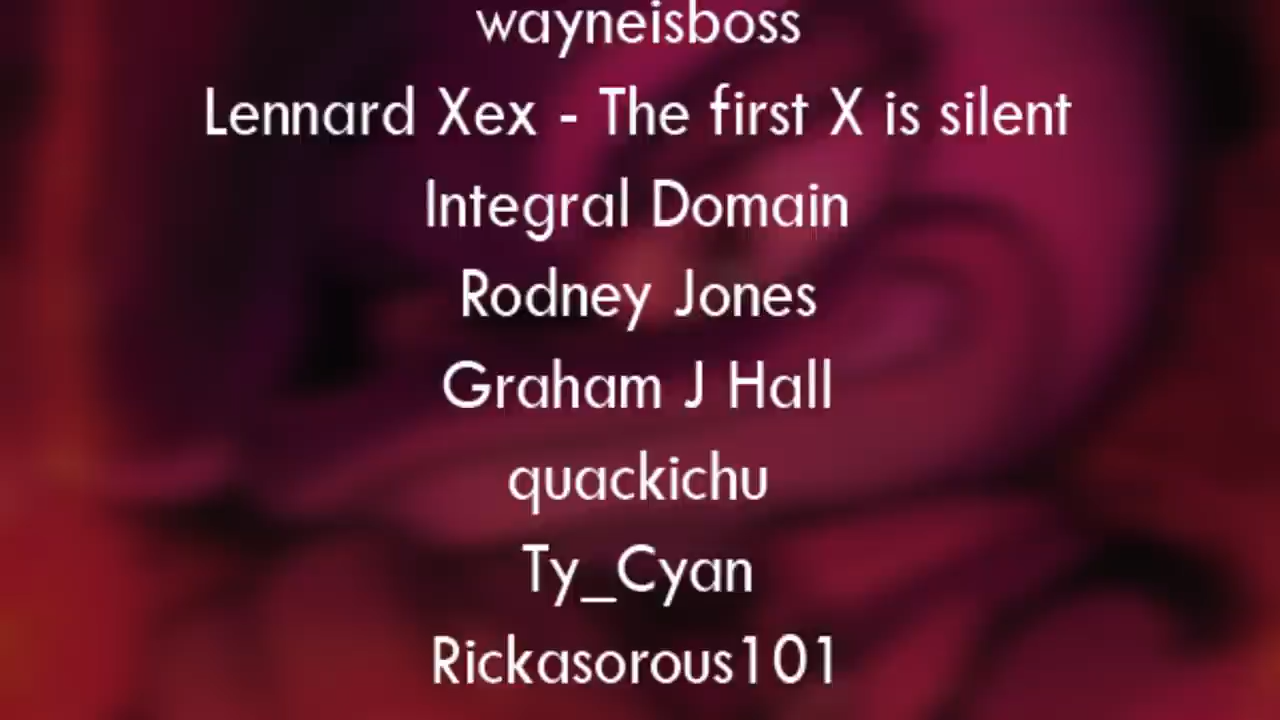 wayneisboss
Lennard Xex - The first X is silent
Integral Domain
Rodney Jones
Graham J Hall
quackichu
Ty_Cyan
Rickasorous101